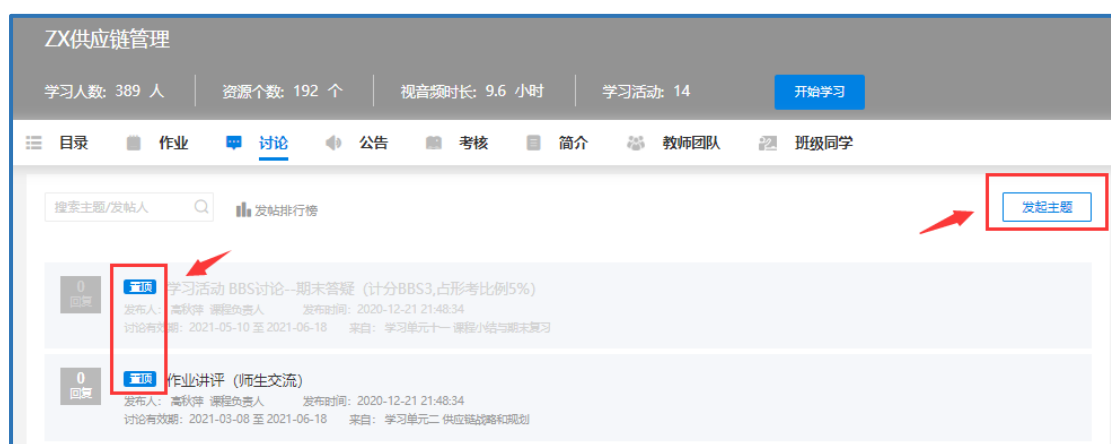 ZX供应链管理
学习人数: 389 人 资源个数: 192 个 视音频时长: 9.6 小时 学习活动: 14 开始学习
目录 作业 讨论 公告 考核 简介 教师团队 班级同学
搜索主题/发帖人 发帖排行榜 发起主题
0 置顶 学习活动 BBS讨论--期末答疑（计分BBS3,占形考比例5%）
回复 发布人：高秋萍 课程负责人 发布时间：2020-12-21 21:48:34
讨论有效期：2021-05-10 至 2021-06-18 来自：学习单元十一 课程小结与期末复习
0 置顶 作业讲评（师生交流）
回复 发布人：高秋萍 课程负责人 发布时间：2020-12-21 21:48:34
讨论有效期：2021-03-08 至 2021-06-18 来自：学习单元二 供应链战略和规划